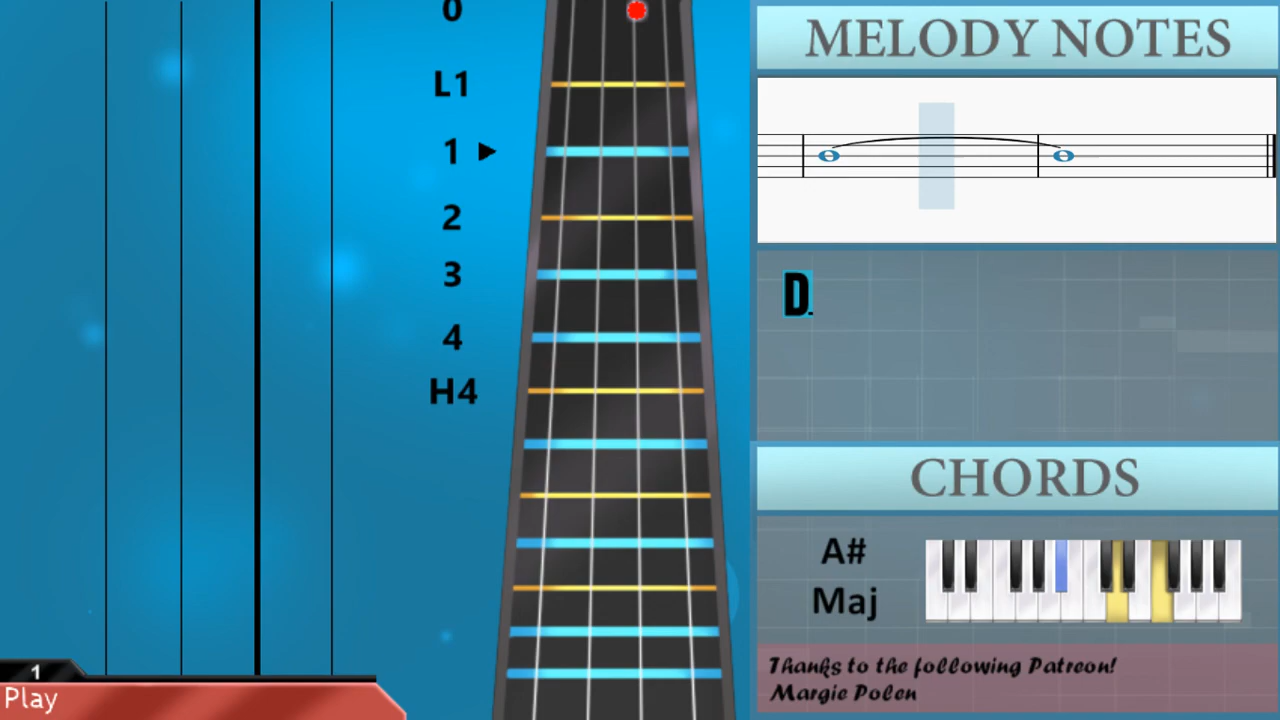 0
L1
1
2
3
4
H4
1
Play
MELODY NOTES
D
CHORDS
A#
Maj
Thanks to the following Patreon!
Margie Polen